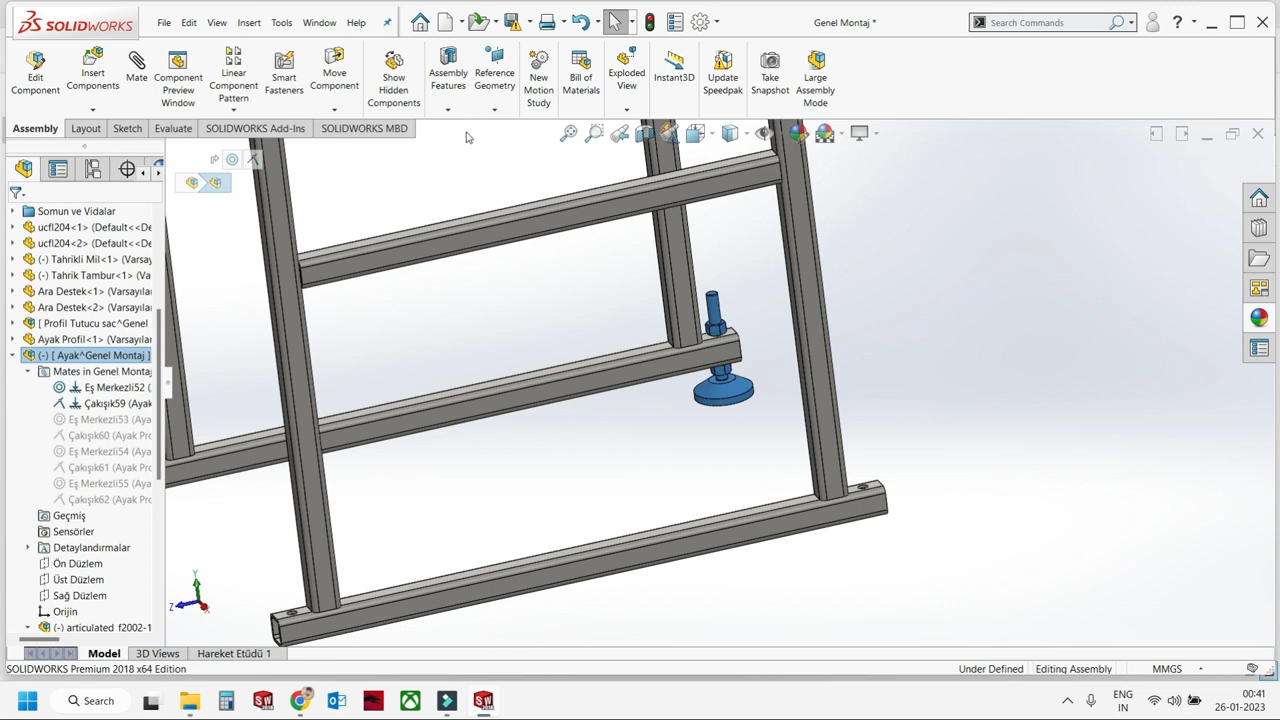 SOLIDWORKS
File Edit View Insert Tools Window Help
Genel Montaj *
Search Commands
Edit Component
Insert Components
Mate
Component Preview Window
Linear Component Pattern
Smart Fasteners
Move Component
Show Hidden Components
Assembly Features
Reference Geometry
New Motion Study
Bill of Materials
Exploded View
Instant3D
Update Speedpak
Take Snapshot
Large Assembly Mode
Assembly Layout Sketch Evaluate SOLIDWORKS Add-Ins SOLIDWORKS MBD
Somun ve Vidalar
ucfl204<1> (Default<<De
ucfl204<2> (Default<<De
(-) Tahrikli Mil<1> (Varsay
(-) Tahrik Tambur<1> (Va
Ara Destek<1> (Varsayılan
Ara Destek<2> (Varsayılan
[ Profil Tutucu sac^Genel
Ayak Profil<1> (Varsayılan
(-) [ Ayak^Genel Montaj ]
Mates in Genel Montaj
Eş Merkezli52 (
Çakışık59 (Ayak
Eş Merkezli53 (Aya
Çakışık60 (Ayak Pro
Eş Merkezli54 (Aya
Çakışık61 (Ayak Pro
Eş Merkezli55 (Aya
Çakışık62 (Ayak Pro
Geçmiş
Sensörler
Detaylandırmalar
Ön Düzlem
Üst Düzlem
Sağ Düzlem
Orijin
(-) articulated f2002-1
Y
Z
X
Model 3D Views Hareket Etüdü 1
SOLIDWORKS Premium 2018 x64 Edition
Under Defined Editing Assembly MMGS
Search
ENG
IN
00:41
26-01-2023